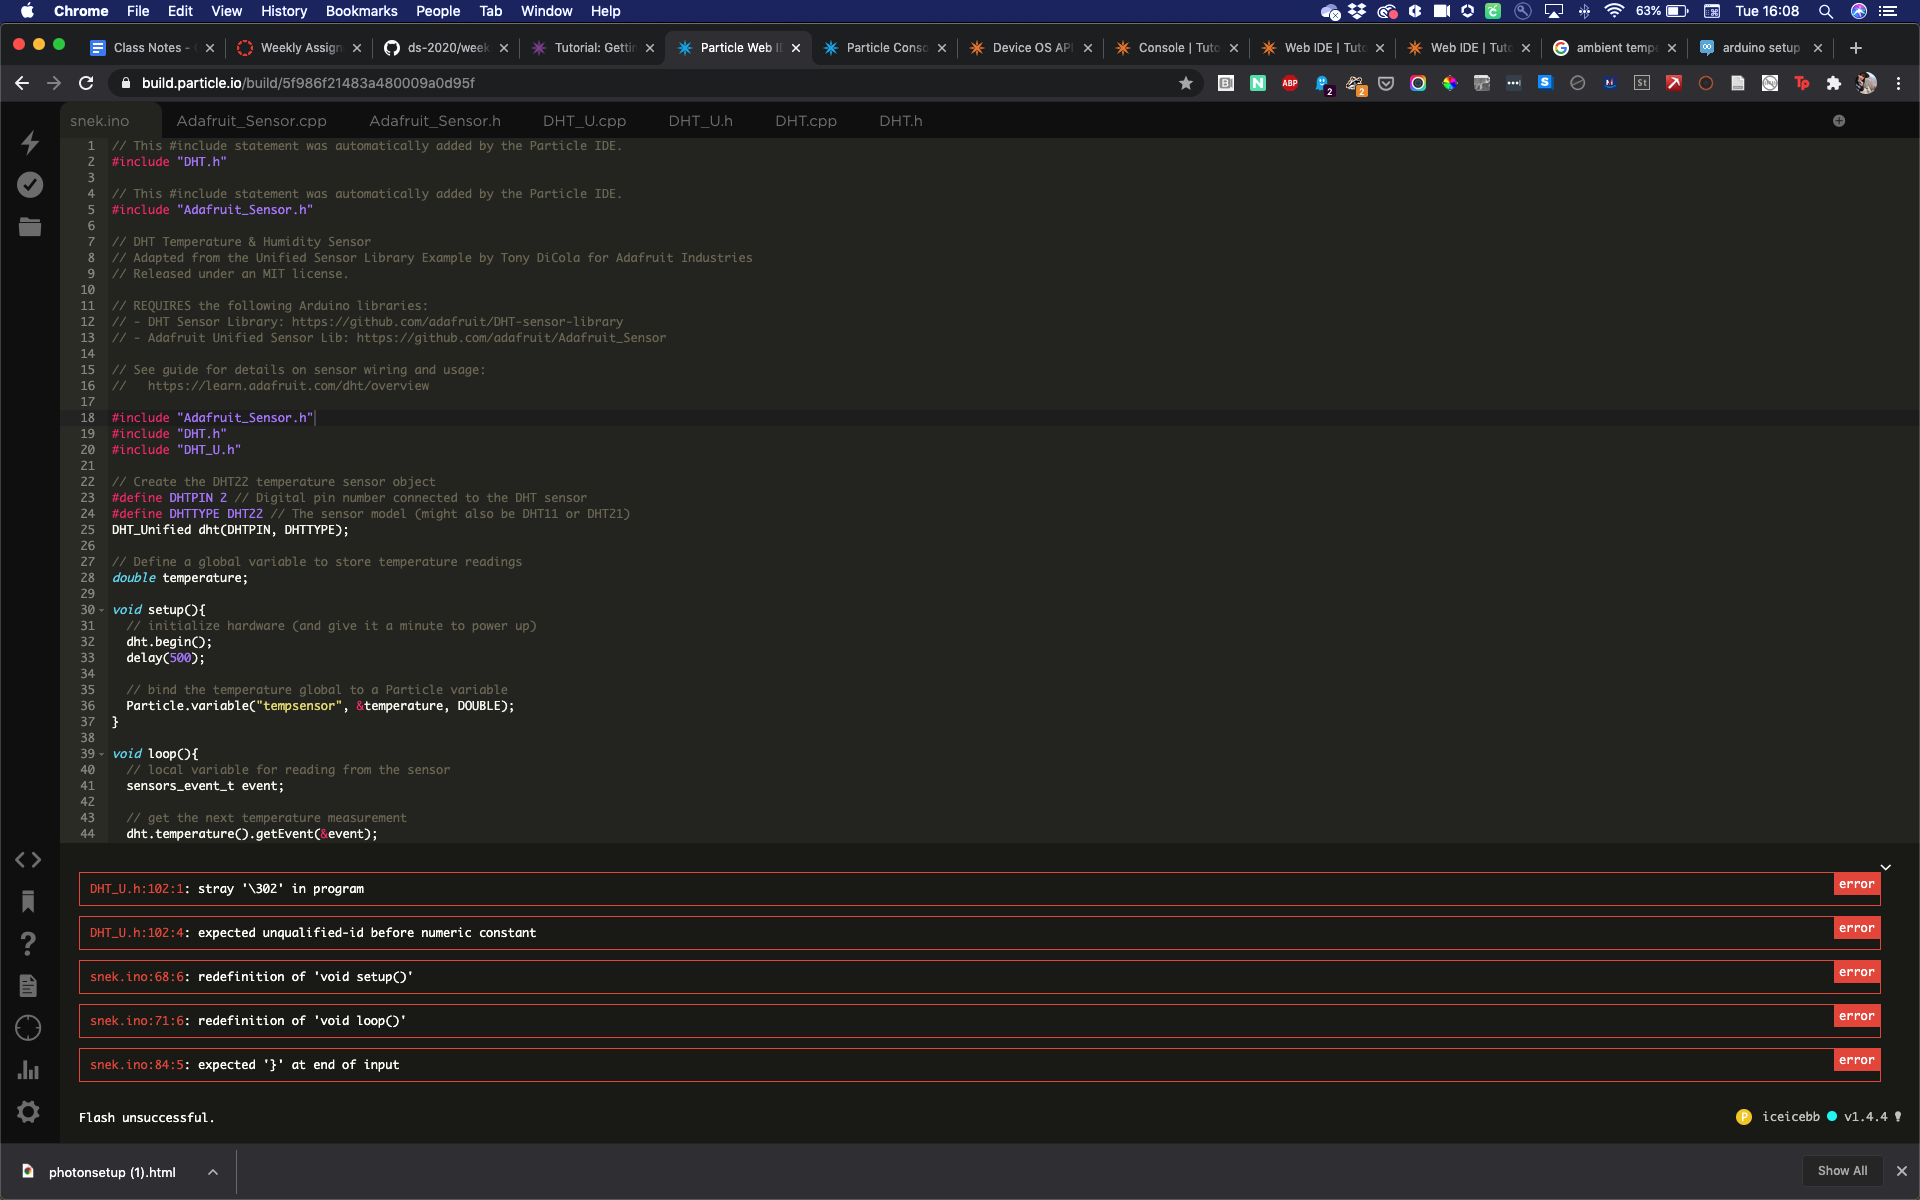 Chrome File Edit View History Bookmarks People Tab Window Help 63% Tue 16:08
Class Notes - Weekly Assign ds-2020/week Tutorial: Gettin Particle Web I Particle Conso Device OS API Console | Tuto Web IDE | Tuto Web IDE | Tuto ambient tempe arduino setup
build.particle.io/build/5f986f21483a480009a0d95f
snek.ino Adafruit_Sensor.cpp Adafruit_Sensor.h DHT_U.cpp DHT_U.h DHT.cpp DHT.h
1 // This #include statement was automatically added by the Particle IDE.
2 #include "DHT.h"
3
4 // This #include statement was automatically added by the Particle IDE.
5 #include "Adafruit_Sensor.h"
6
7 // DHT Temperature & Humidity Sensor
8 // Adapted from the Unified Sensor Library Example by Tony DiCola for Adafruit Industries
9 // Released under an MIT license.
10
11 // REQUIRES the following Arduino libraries:
12 // - DHT Sensor Library: https://github.com/adafruit/DHT-sensor-library
13 // - Adafruit Unified Sensor Lib: https://github.com/adafruit/Adafruit_Sensor
14
15 // See guide for details on sensor wiring and usage:
16 //   https://learn.adafruit.com/dht/overview
17
18 #include "Adafruit_Sensor.h"
19 #include "DHT.h"
20 #include "DHT_U.h"
21
22 // Create the DHT22 temperature sensor object
23 #define DHTPIN 2 // Digital pin number connected to the DHT sensor
24 #define DHTTYPE DHT22 // The sensor model (might also be DHT11 or DHT21)
25 DHT_Unified dht(DHTPIN, DHTTYPE);
26
27 // Define a global variable to store temperature readings
28 double temperature;
29
30 void setup(){
31   // initialize hardware (and give it a minute to power up)
32   dht.begin();
33   delay(500);
34
35   // bind the temperature global to a Particle variable
36   Particle.variable("tempsensor", &temperature, DOUBLE);
37 }
38
39 void loop(){
40   // local variable for reading from the sensor
41   sensors_event_t event;
42
43   // get the next temperature measurement
44   dht.temperature().getEvent(&event);
DHT_U.h:102:1: stray '\302' in program error
DHT_U.h:102:4: expected unqualified-id before numeric constant error
snek.ino:68:6: redefinition of 'void setup()' error
snek.ino:71:6: redefinition of 'void loop()' error
snek.ino:84:5: expected '}' at end of input error
Flash unsuccessful. P iceicebb v1.4.4
photonsetup (1).html Show All